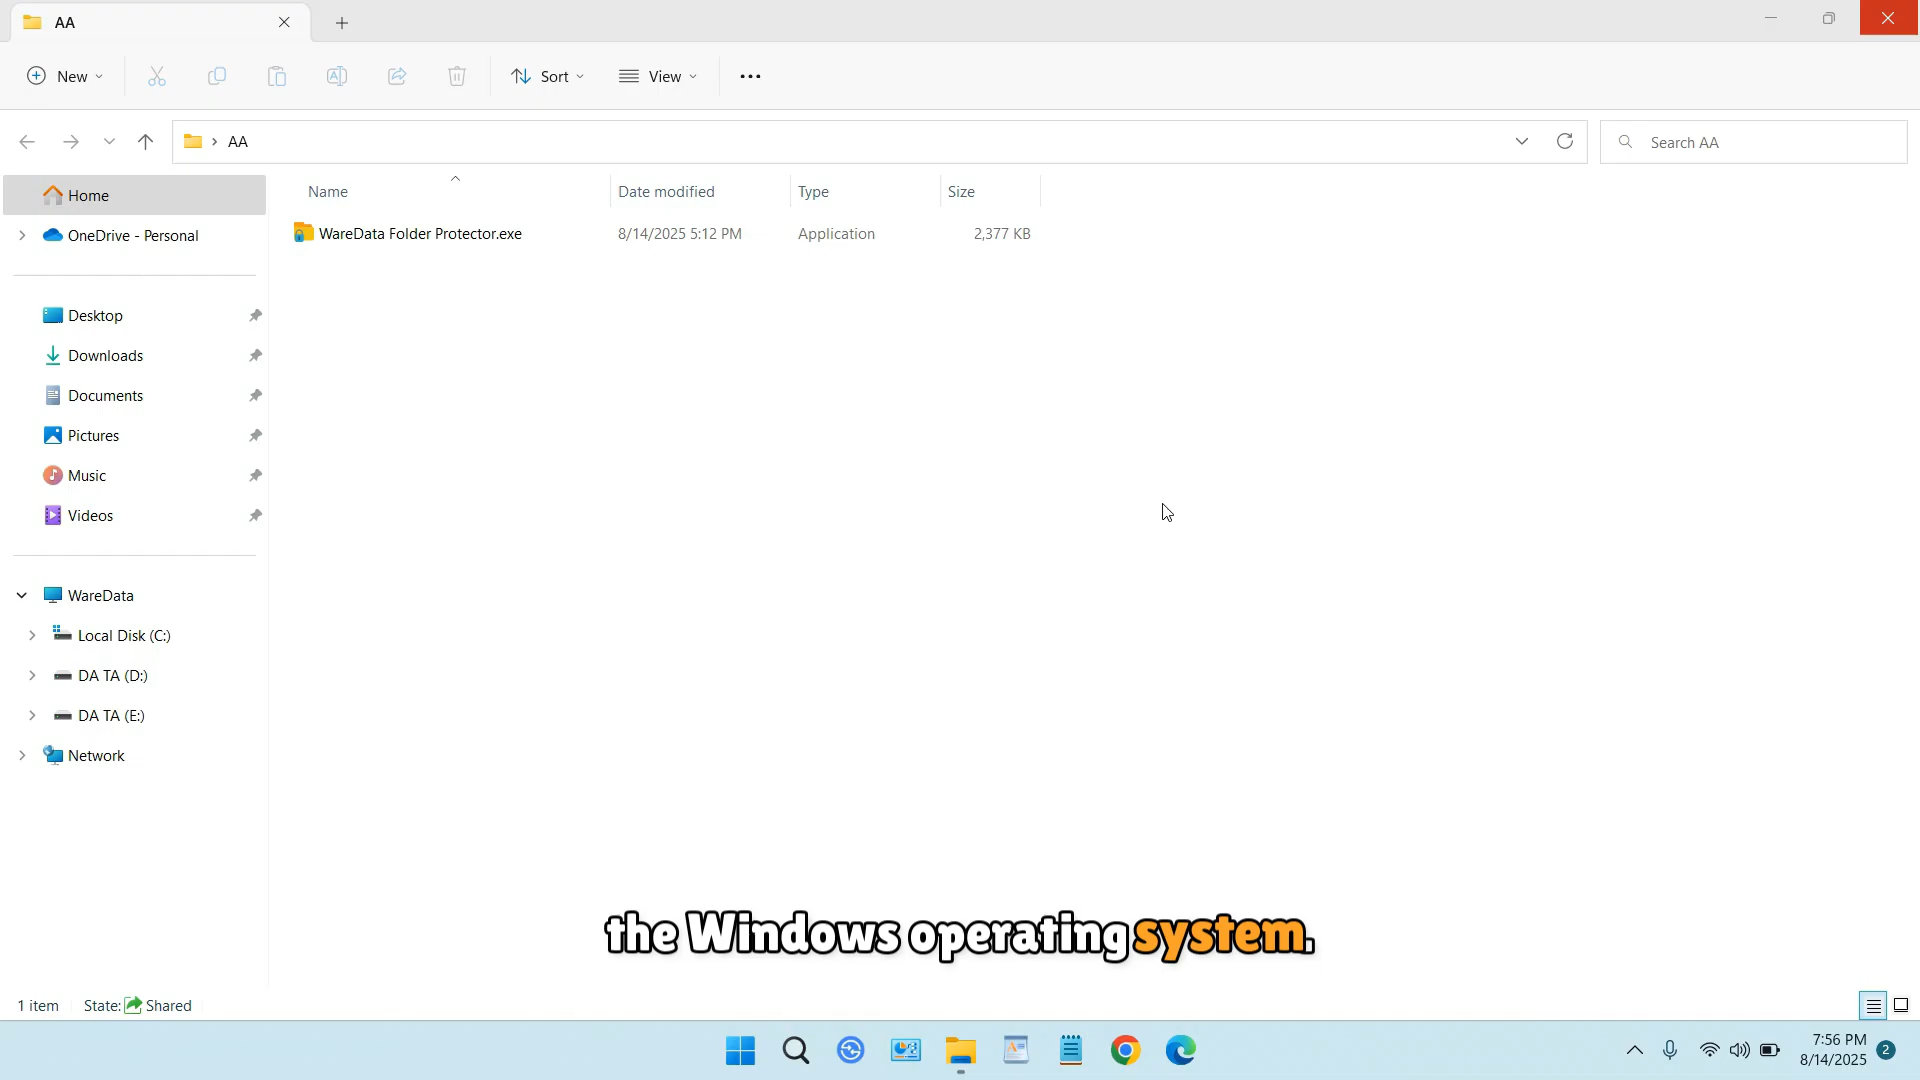 AA
New
Sort
View
AA
Search AA
Home
OneDrive - Personal
Desktop
Downloads
Documents
Pictures
Music
Videos
WareData
Local Disk (C:)
DA TA (D:)
DA TA (E:)
Network
Name Date modified Type Size
WareData Folder Protector.exe 8/14/2025 5:12 PM Application 2,377 KB
the Windows operating system.
1 item State: Shared
7:56 PM
8/14/2025
2